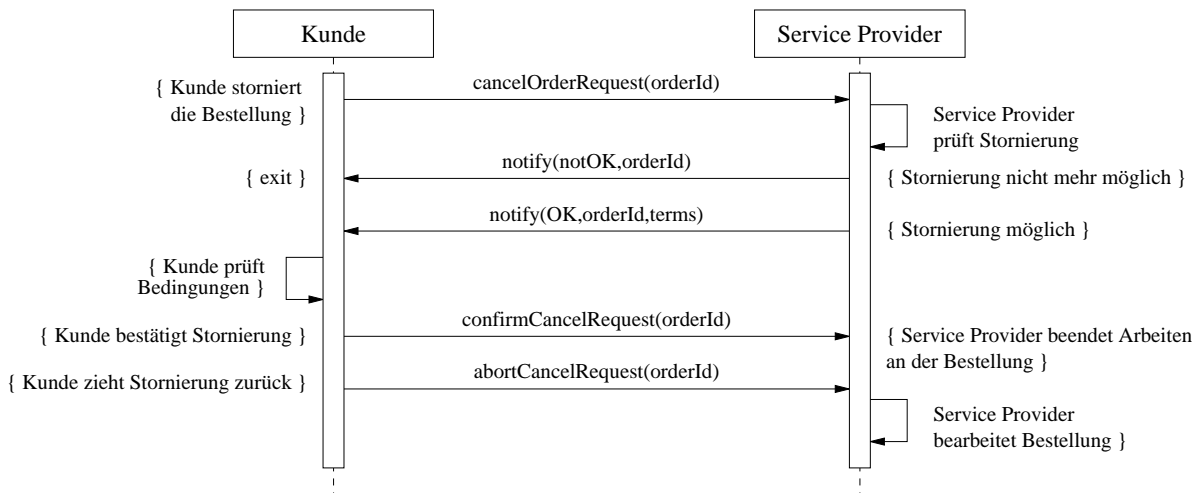 Kunde
Service Provider
{ Kunde storniert
die Bestellung }
cancelOrderRequest(orderId)
Service Provider
prüft Stornierung
notify(notOK,orderId)
{ exit }
{ Stornierung nicht mehr möglich }
notify(OK,orderId,terms)
{ Stornierung möglich }
{ Kunde prüft
Bedingungen }
{ Kunde bestätigt Stornierung }
confirmCancelRequest(orderId)
{ Service Provider beendet Arbeiten
an der Bestellung }
{ Kunde zieht Stornierung zurück }
abortCancelRequest(orderId)
Service Provider
bearbeitet Bestellung }